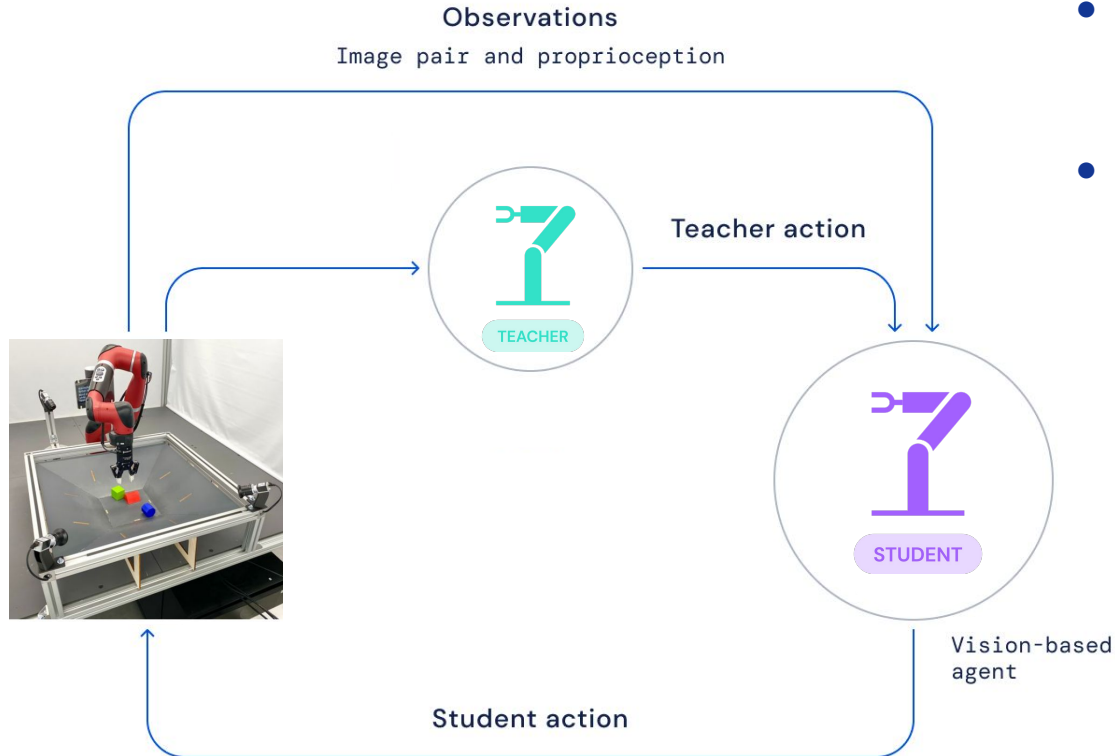 Observations
Image pair and proprioception
Teacher action
TEACHER
STUDENT
Vision-based
agent
Student action